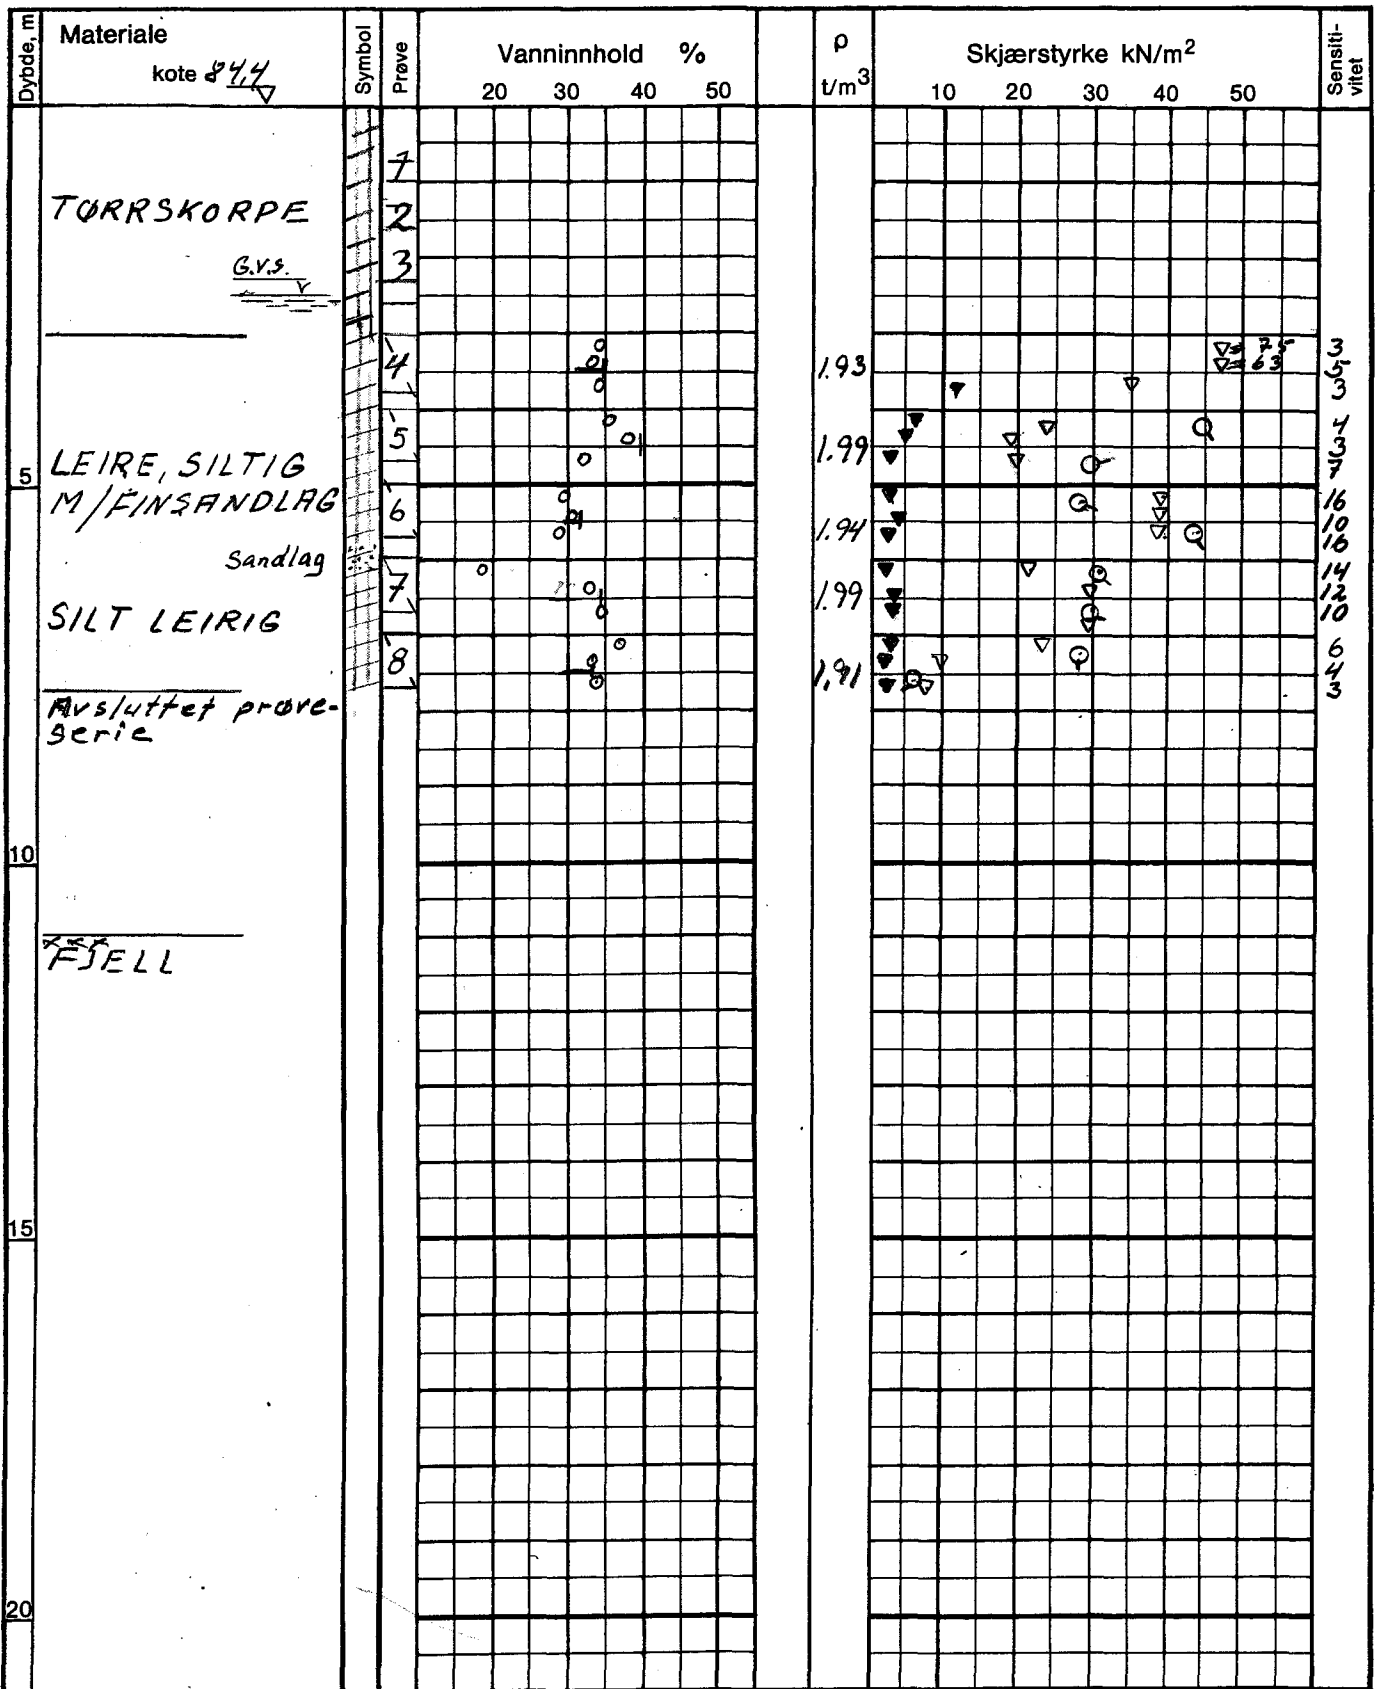 Dybde, m
Materiale
kote 84,4
Symbol
Prøve
Vanninnhold %
20 30 40 50
ρ
t/m³
Skjærstyrke kN/m²
10 20 30 40 50
Sensiti-
vitet
1
TØRRSKORPE
2
G.V.S.
3
4
1.93
= 75
= 63
3
5
3
5
1.99
4
3
7
LEIRE, SILTIG
5
M/FINSANDLAG
6
1.94
16
10
16
Sandlag
7
1.99
14
12
10
SILT LEIRIG
8
1,91
6
4
3
Avsluttet prøve-
serie
10
FJELL
15
20